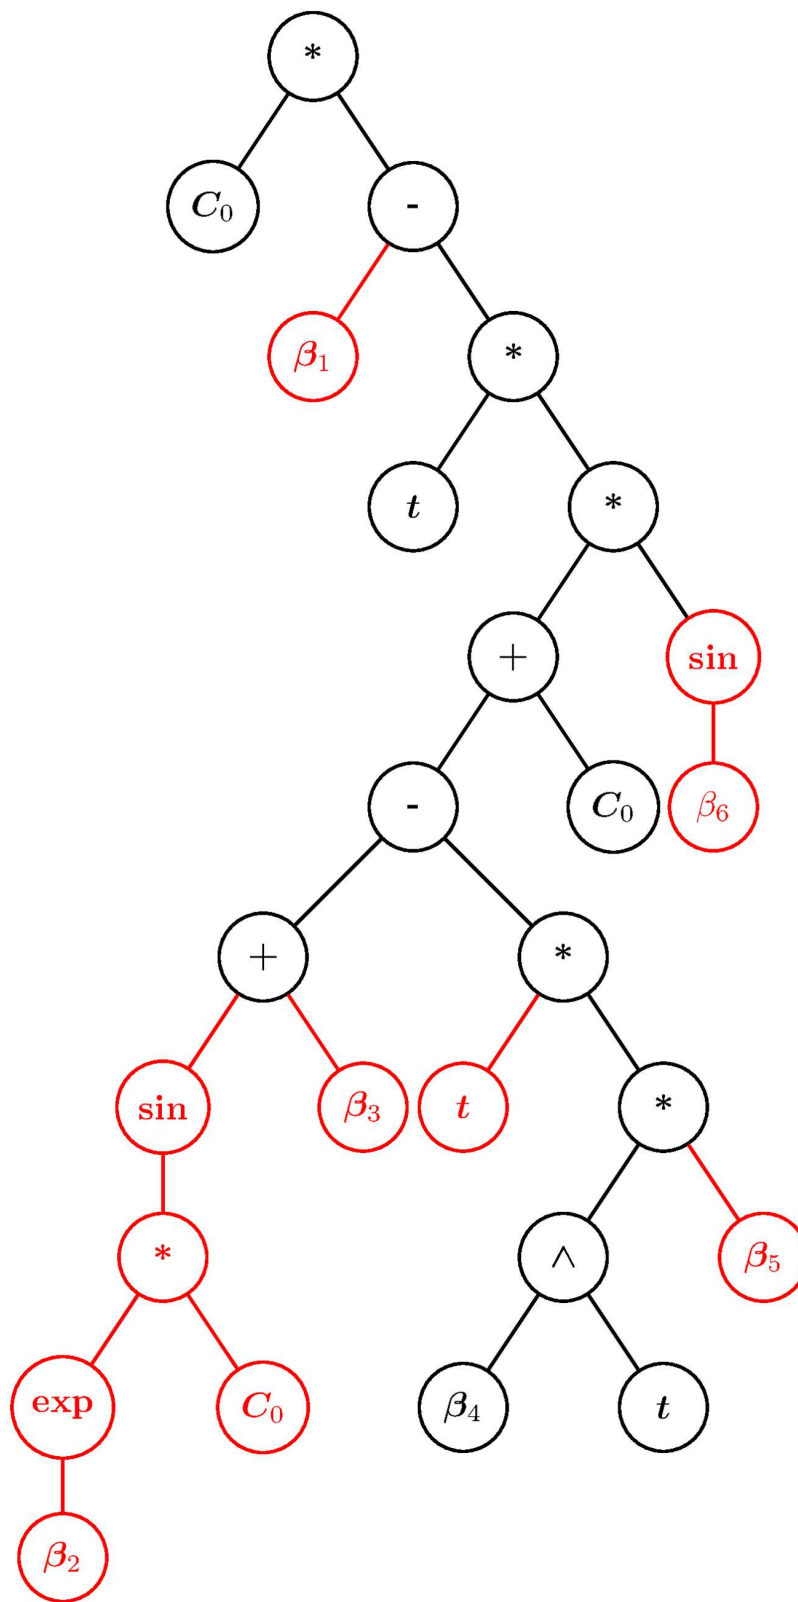 *
C₀ -
β₁ *
t *
+ sin
- C₀ β₆
+ *
sin β₃ t *
* ∧ β₅
exp C₀ β₄ t
β₂